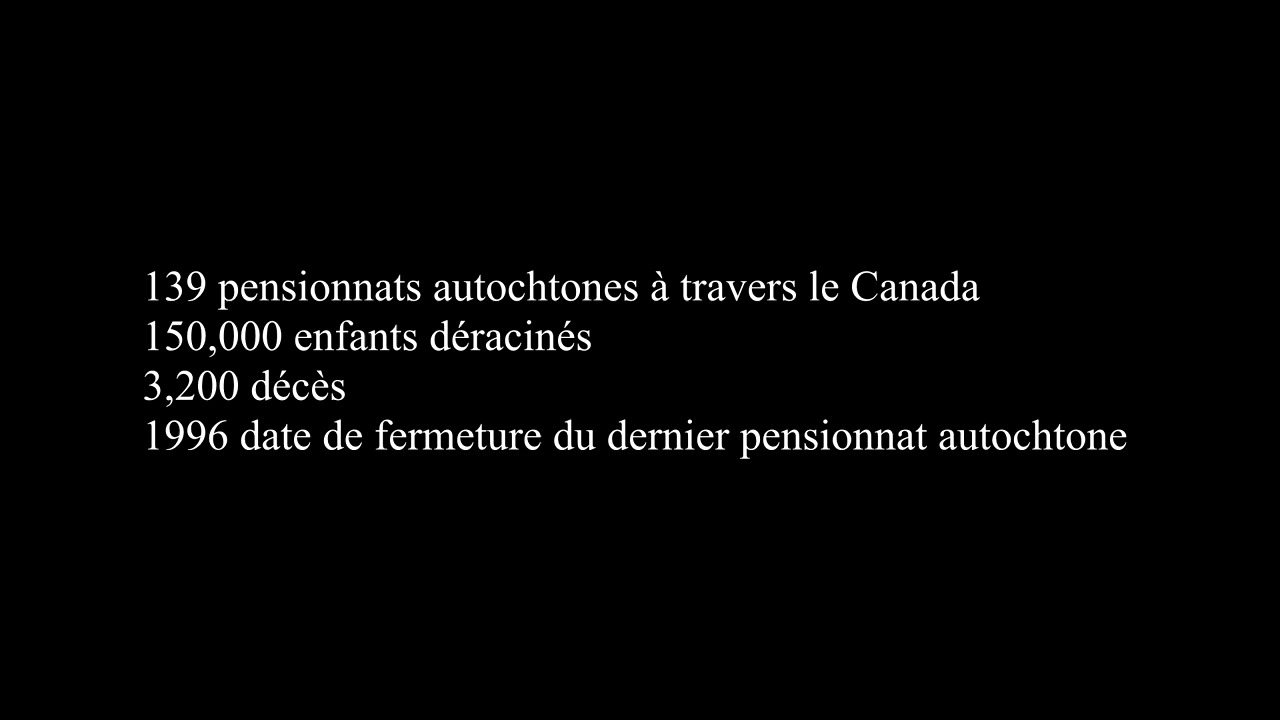 139 pensionnats autochtones à travers le Canada
150,000 enfants déracinés
3,200 décès
1996 date de fermeture du dernier pensionnat autochtone